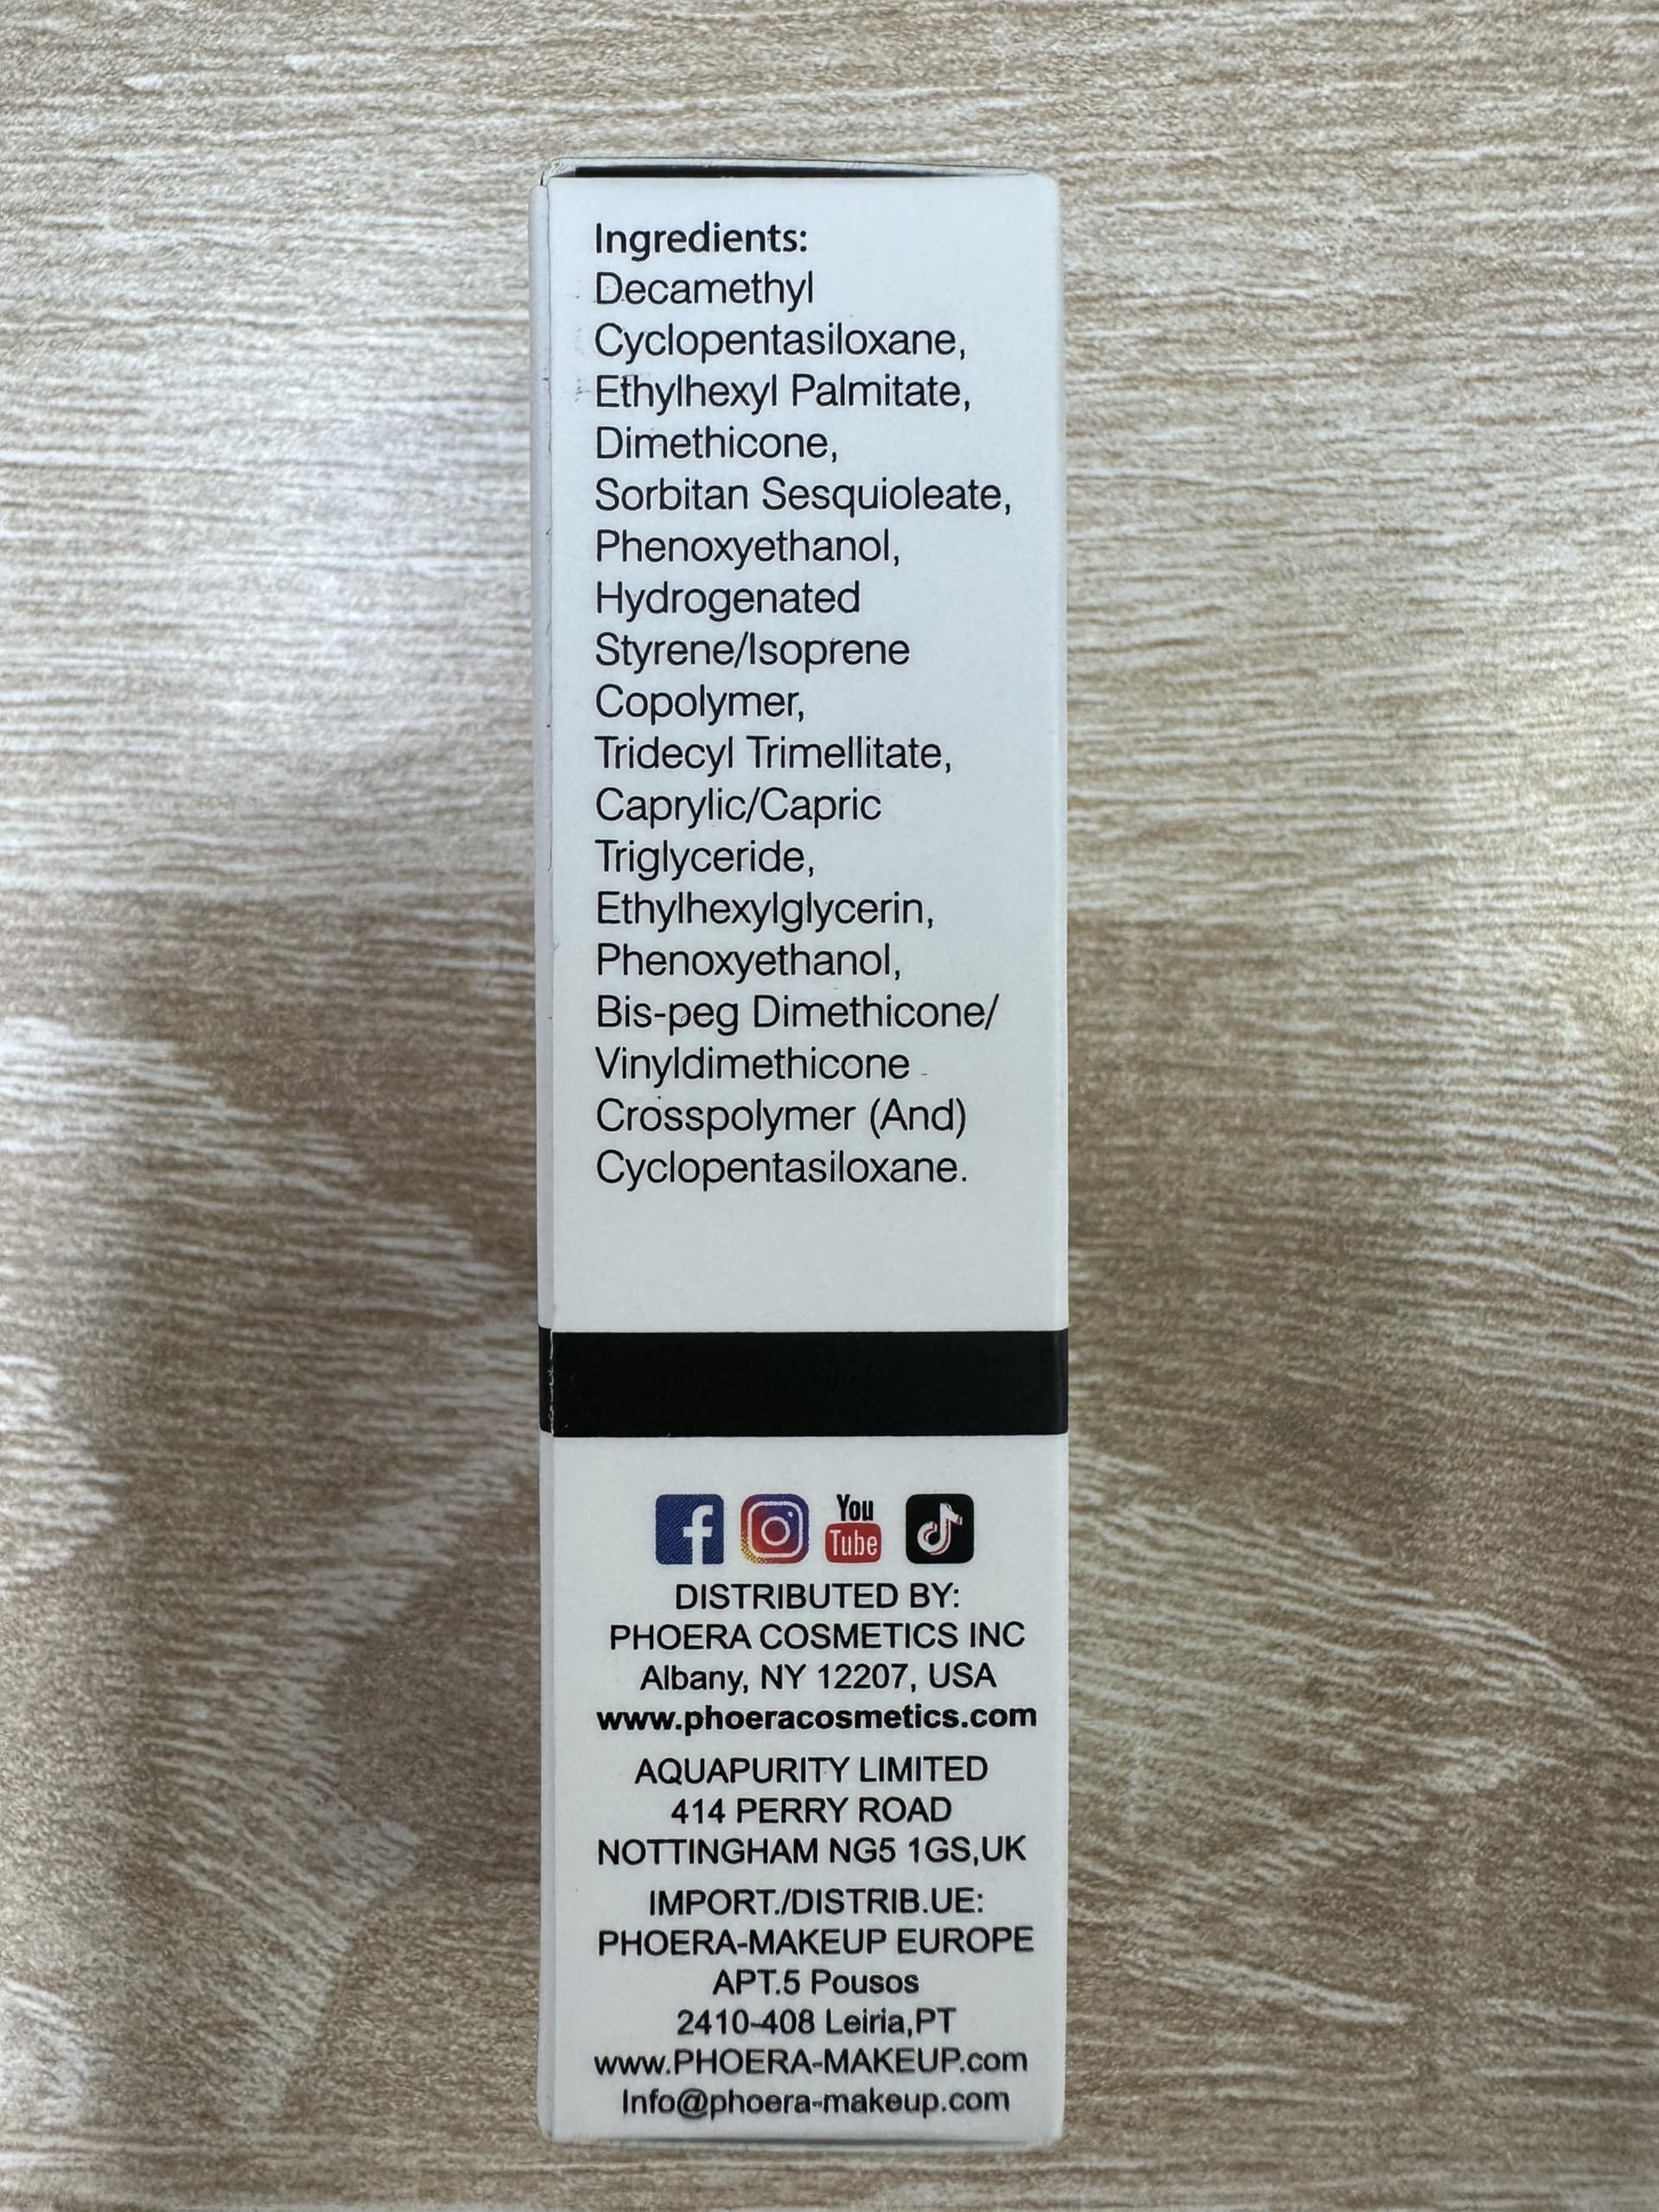 Ingredients:
Decamethyl
Cyclopentasiloxane,
Ethylhexyl Palmitate,
Dimethicone,
Sorbitan Sesquioleate,
Phenoxyethanol,
Hydrogenated
Styrene/Isoprene
Copolymer,
Tridecyl Trimellitate,
Caprylic/Capric
Triglyceride,
Ethylhexylglycerin,
Phenoxyethanol,
Bis-peg Dimethicone/
Vinyldimethicone
Crosspolymer (And)
Cyclopentasiloxane.
You
Tube
DISTRIBUTED BY:
PHOERA COSMETICS INC
Albany, NY 12207, USA
www.phoeracosmetics.com
AQUAPURITY LIMITED
414 PERRY ROAD
NOTTINGHAM NG5 1GS,UK
IMPORT./DISTRIB.UE:
PHOERA-MAKEUP EUROPE
APT.5 Pousos
2410-408 Leiria,PT
www.PHOERA-MAKEUP.com
Info@phoera-makeup.com